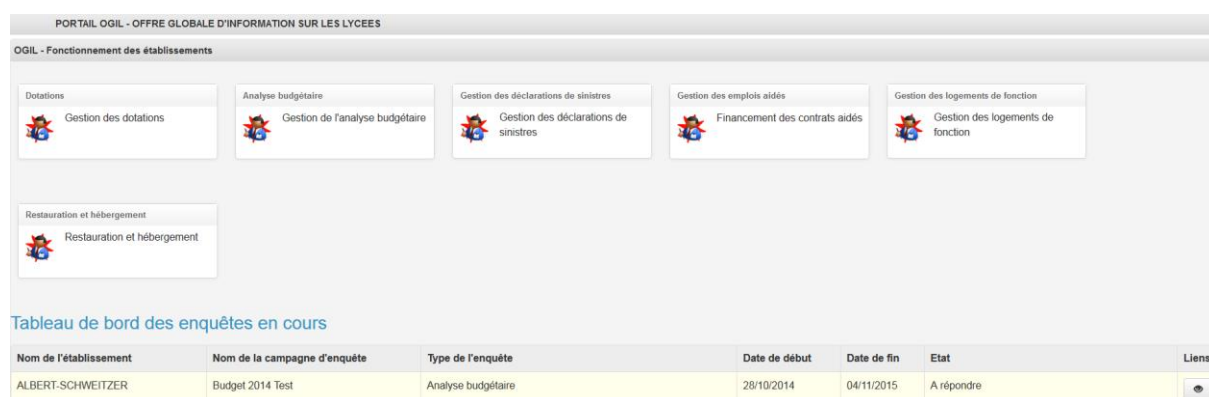 PORTAIL OGIL - OFFRE GLOBALE D'INFORMATION SUR LES LYCEES
OGIL - Fonctionnement des établissements
Dotations
Gestion des dotations
Analyse budgétaire
Gestion de l'analyse budgétaire
Gestion des déclarations de sinistres
Gestion des déclarations de
sinistres
Gestion des emplois aidés
Financement des contrats aidés
Gestion des logements de fonction
Gestion des logements de
fonction
Restauration et hébergement
Restauration et hébergement
Tableau de bord des enquêtes en cours
Nom de l'établissement Nom de la campagne d'enquête Type de l'enquête Date de début Date de fin Etat Liens
ALBERT-SCHWEITZER Budget 2014 Test Analyse budgétaire 28/10/2014 04/11/2015 A répondre